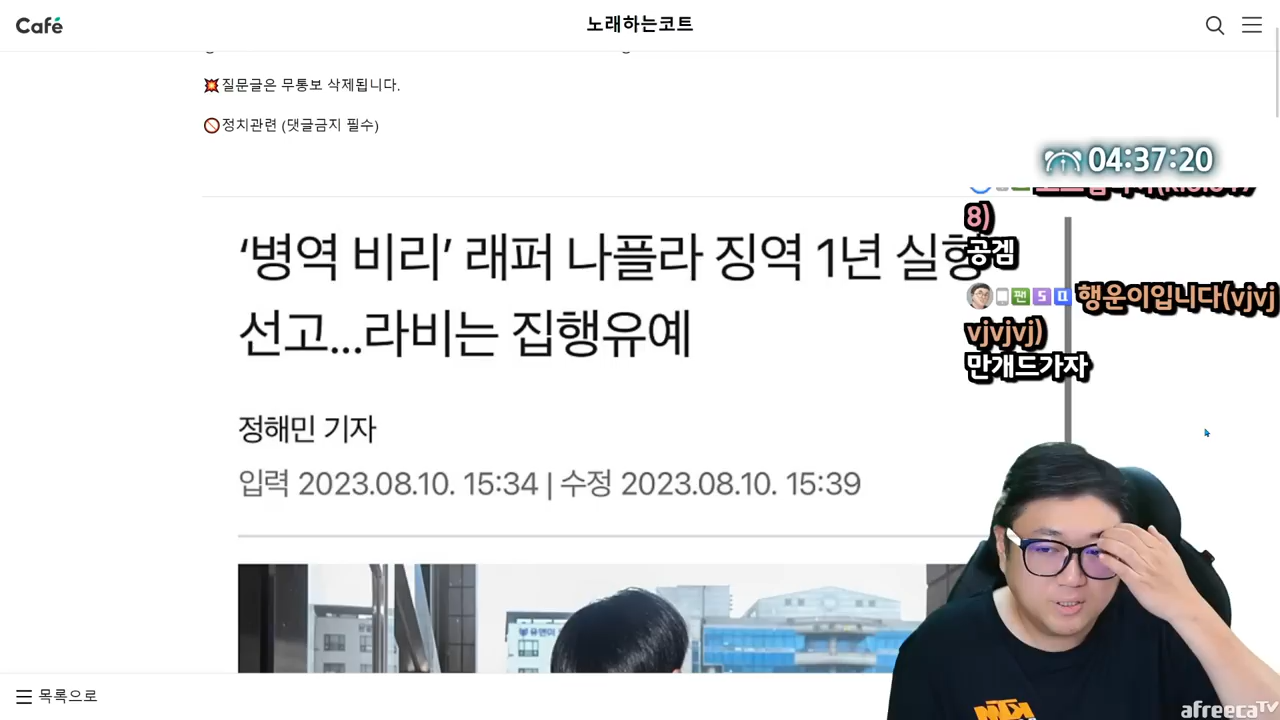 Café
노래하는코트
💥질문글은 무통보 삭제됩니다.
🚫정치관련 (댓글금지 필수)
04:37:20
8)
공겜
‘병역 비리’ 래퍼 나플라 징역 1년 실형
선고...라비는 집행유예
팬 5 행운이입니다(vjvj
vjvjvj)
만개드가자
정해민 기자
입력 2023.08.10. 15:34 | 수정 2023.08.10. 15:39
목록으로
afreecaTV